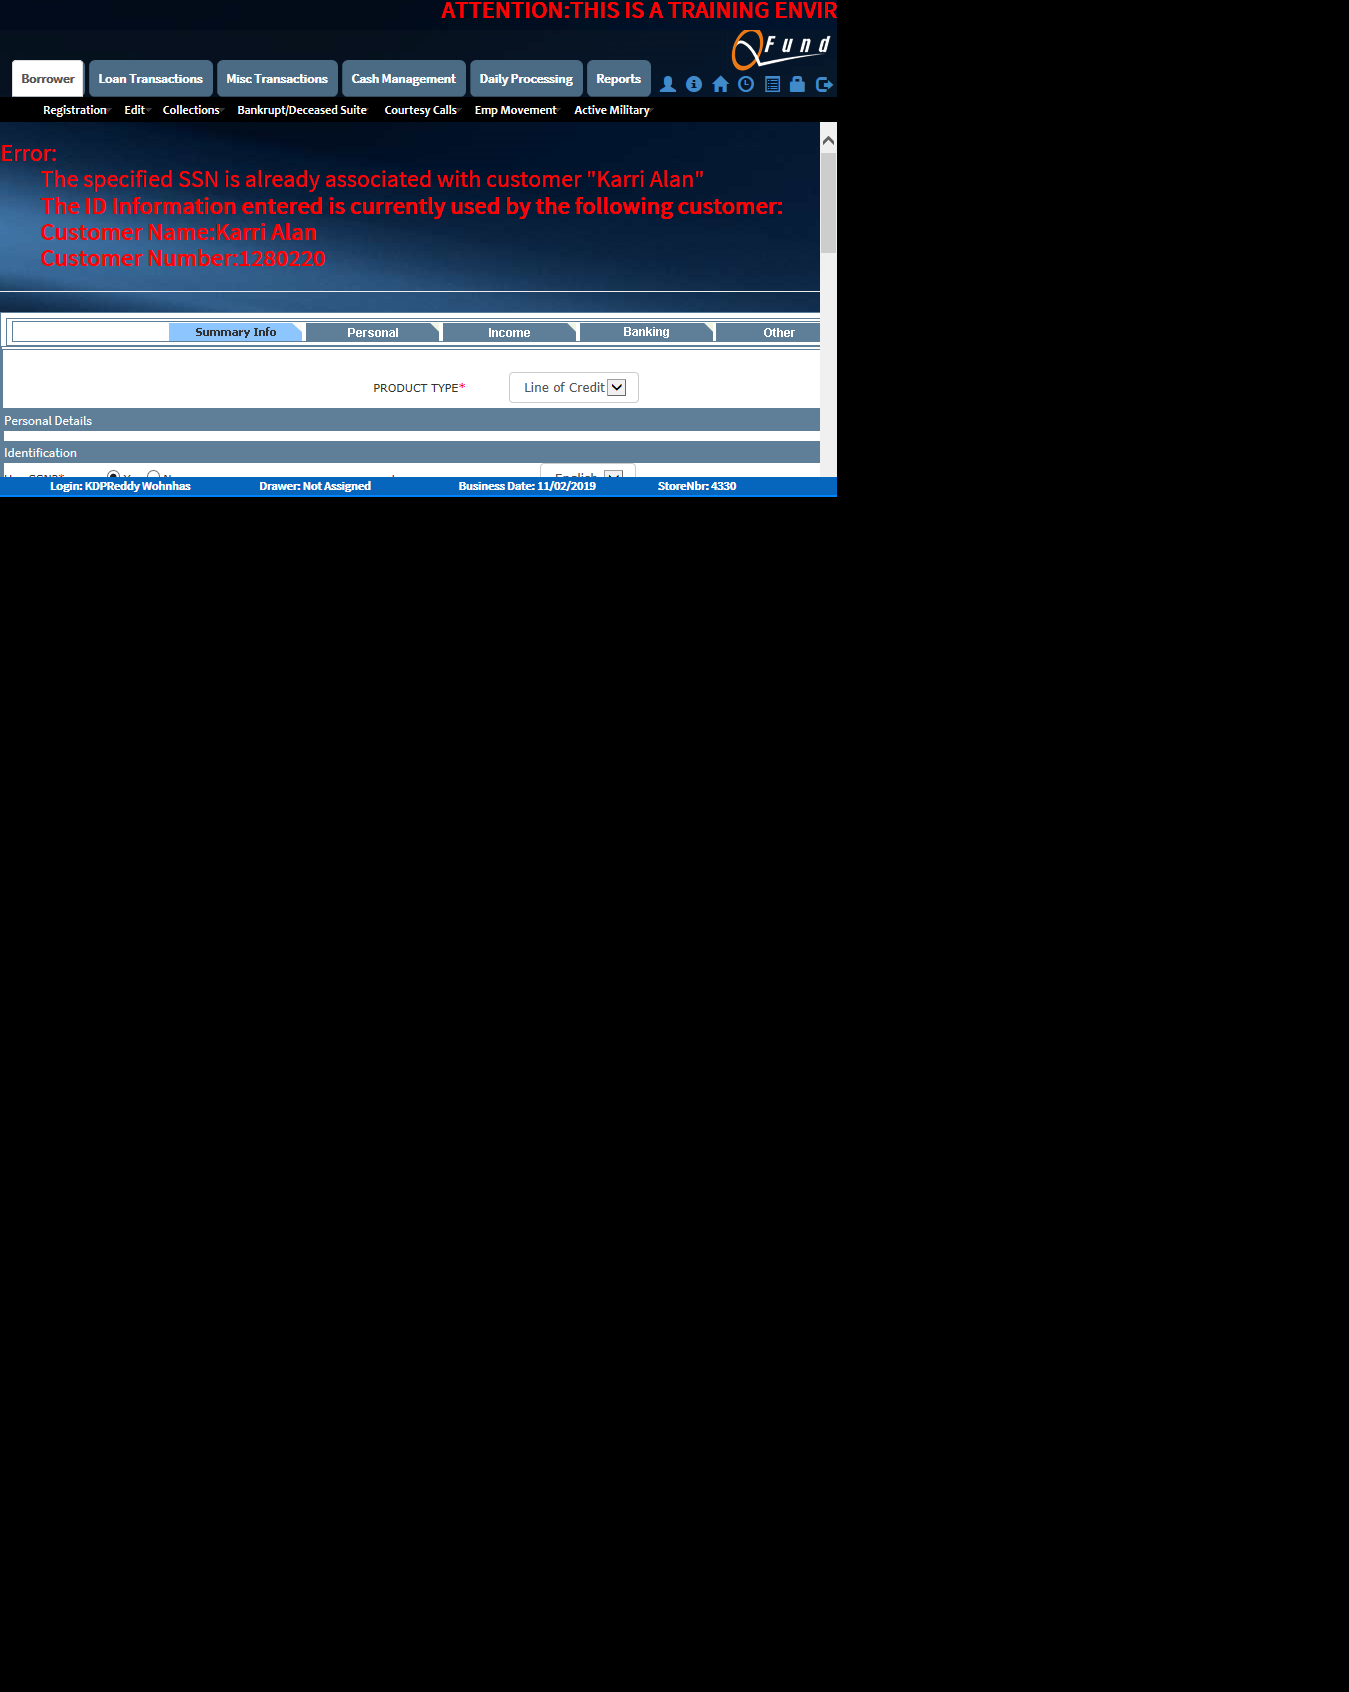 ATTENTION:THIS IS A TRAINING ENVIR
QFund
Borrower Loan Transactions Misc Transactions Cash Management Daily Processing Reports
Registration Edit Collections Bankrupt/Deceased Suite Courtesy Calls Emp Movement Active Military
Error:
The specified SSN is already associated with customer "Karri Alan"
The ID Information entered is currently used by the following customer:
Customer Name:Karri Alan
Customer Number:1280220
Summary Info Personal Income Banking Other
PRODUCT TYPE* Line of Credit
Personal Details
Identification
English
Login: KDPReddy Wohnhas Drawer: Not Assigned Business Date: 11/02/2019 StoreNbr: 4330